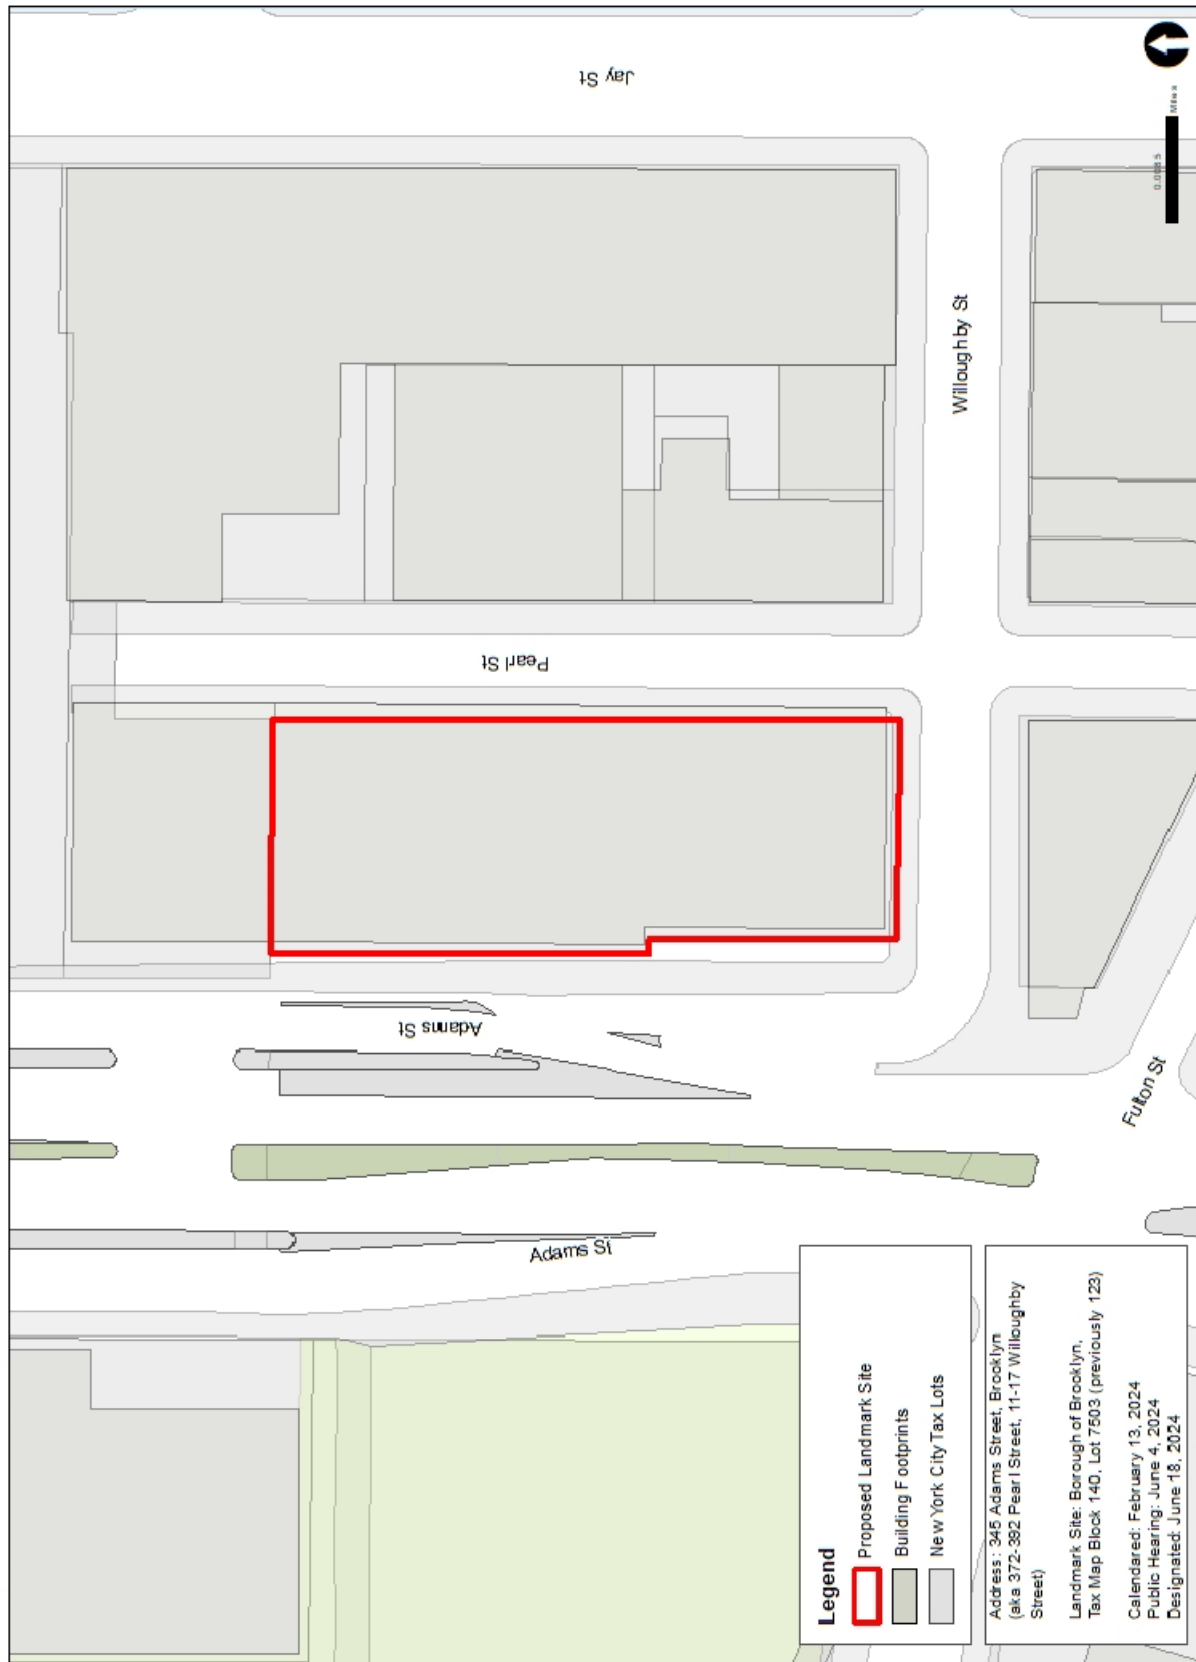 Jay St
Willoughby St
Pearl St
Adams St
Fulton St
Adams St
Miles
Legend
Proposed Landmark Site
Building Footprints
New York City Tax Lots
Address: 345 Adams Street, Brooklyn
(aka 372-392 Pearl Street, 11-17 Willoughby
Street)
Landmark Site: Borough of Brooklyn,
Tax Map Block 140, Lot 7503 (previously 123)
Calendared: February 13, 2024
Public Hearing: June 4, 2024
Designated: June 18, 2024